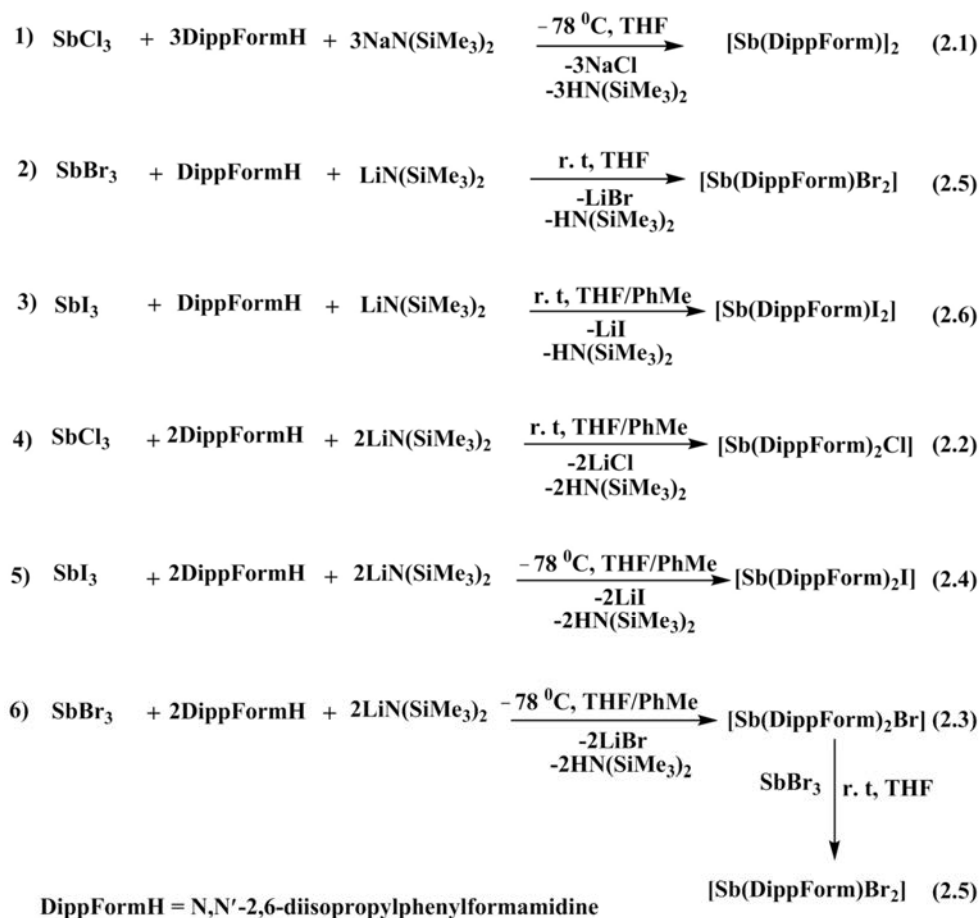 1) SbCl₃ + 3DippFormH + 3NaN(SiMe₃)₂ – 78 ⁰C, THF [Sb(DippForm)]₂ (2.1)
-3NaCl
-3HN(SiMe₃)₂
2) SbBr₃ + DippFormH + LiN(SiMe₃)₂ r. t, THF [Sb(DippForm)Br₂] (2.5)
-LiBr
-HN(SiMe₃)₂
3) SbI₃ + DippFormH + LiN(SiMe₃)₂ r. t, THF/PhMe [Sb(DippForm)I₂] (2.6)
-LiI
-HN(SiMe₃)₂
4) SbCl₃ + 2DippFormH + 2LiN(SiMe₃)₂ r. t, THF/PhMe [Sb(DippForm)₂Cl] (2.2)
-2LiCl
-2HN(SiMe₃)₂
5) SbI₃ + 2DippFormH + 2LiN(SiMe₃)₂ – 78 ⁰C, THF/PhMe [Sb(DippForm)₂I] (2.4)
-2LiI
-2HN(SiMe₃)₂
6) SbBr₃ + 2DippFormH + 2LiN(SiMe₃)₂ – 78 ⁰C, THF/PhMe [Sb(DippForm)₂Br] (2.3)
-2LiBr
-2HN(SiMe₃)₂
SbBr₃ r. t, THF
[Sb(DippForm)Br₂] (2.5)
DippFormH = N,N′-2,6-diisopropylphenylformamidine